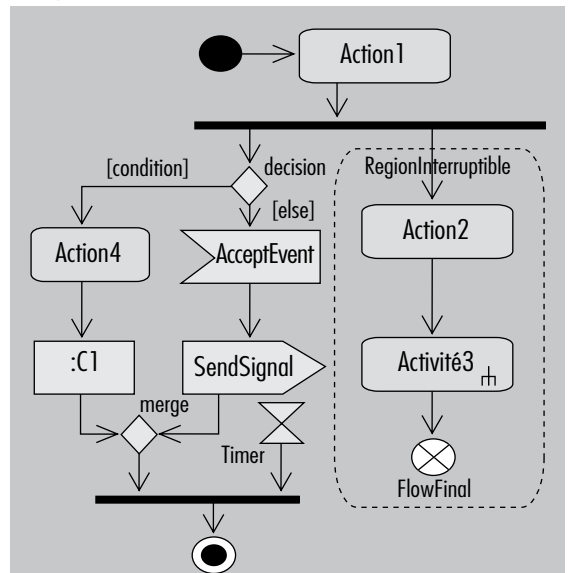 Action1
[condition]
decision
RegionInterruptible
[else]
Action4
AcceptEvent
Action2
:C1
SendSignal
Activité3
merge
Timer
FlowFinal